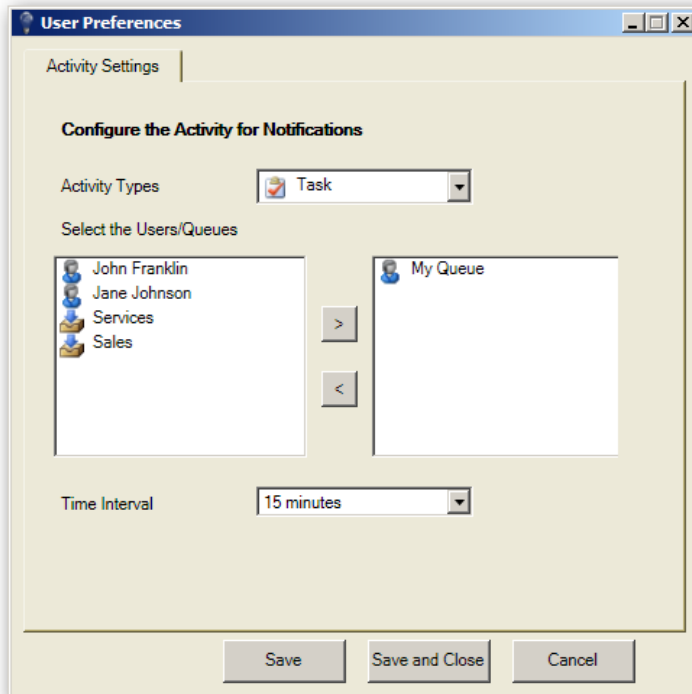 User Preferences
Activity Settings
Configure the Activity for Notifications
Activity Types
Task
Select the Users/Queues
John Franklin
Jane Johnson
Services
Sales
>
<
My Queue
Time Interval
15 minutes
Save
Save and Close
Cancel